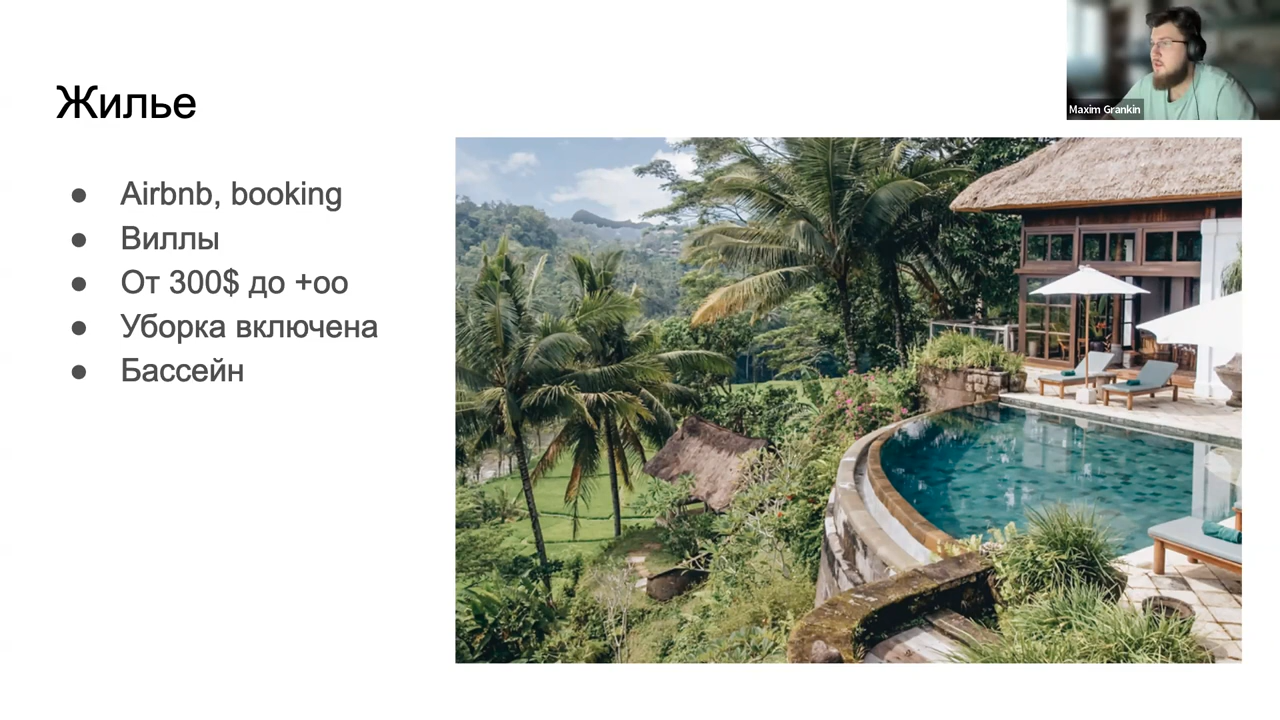 Жилье
Airbnb, booking
Виллы
От 300$ до +оо
Уборка включена
Бассейн
Maxim Grankin